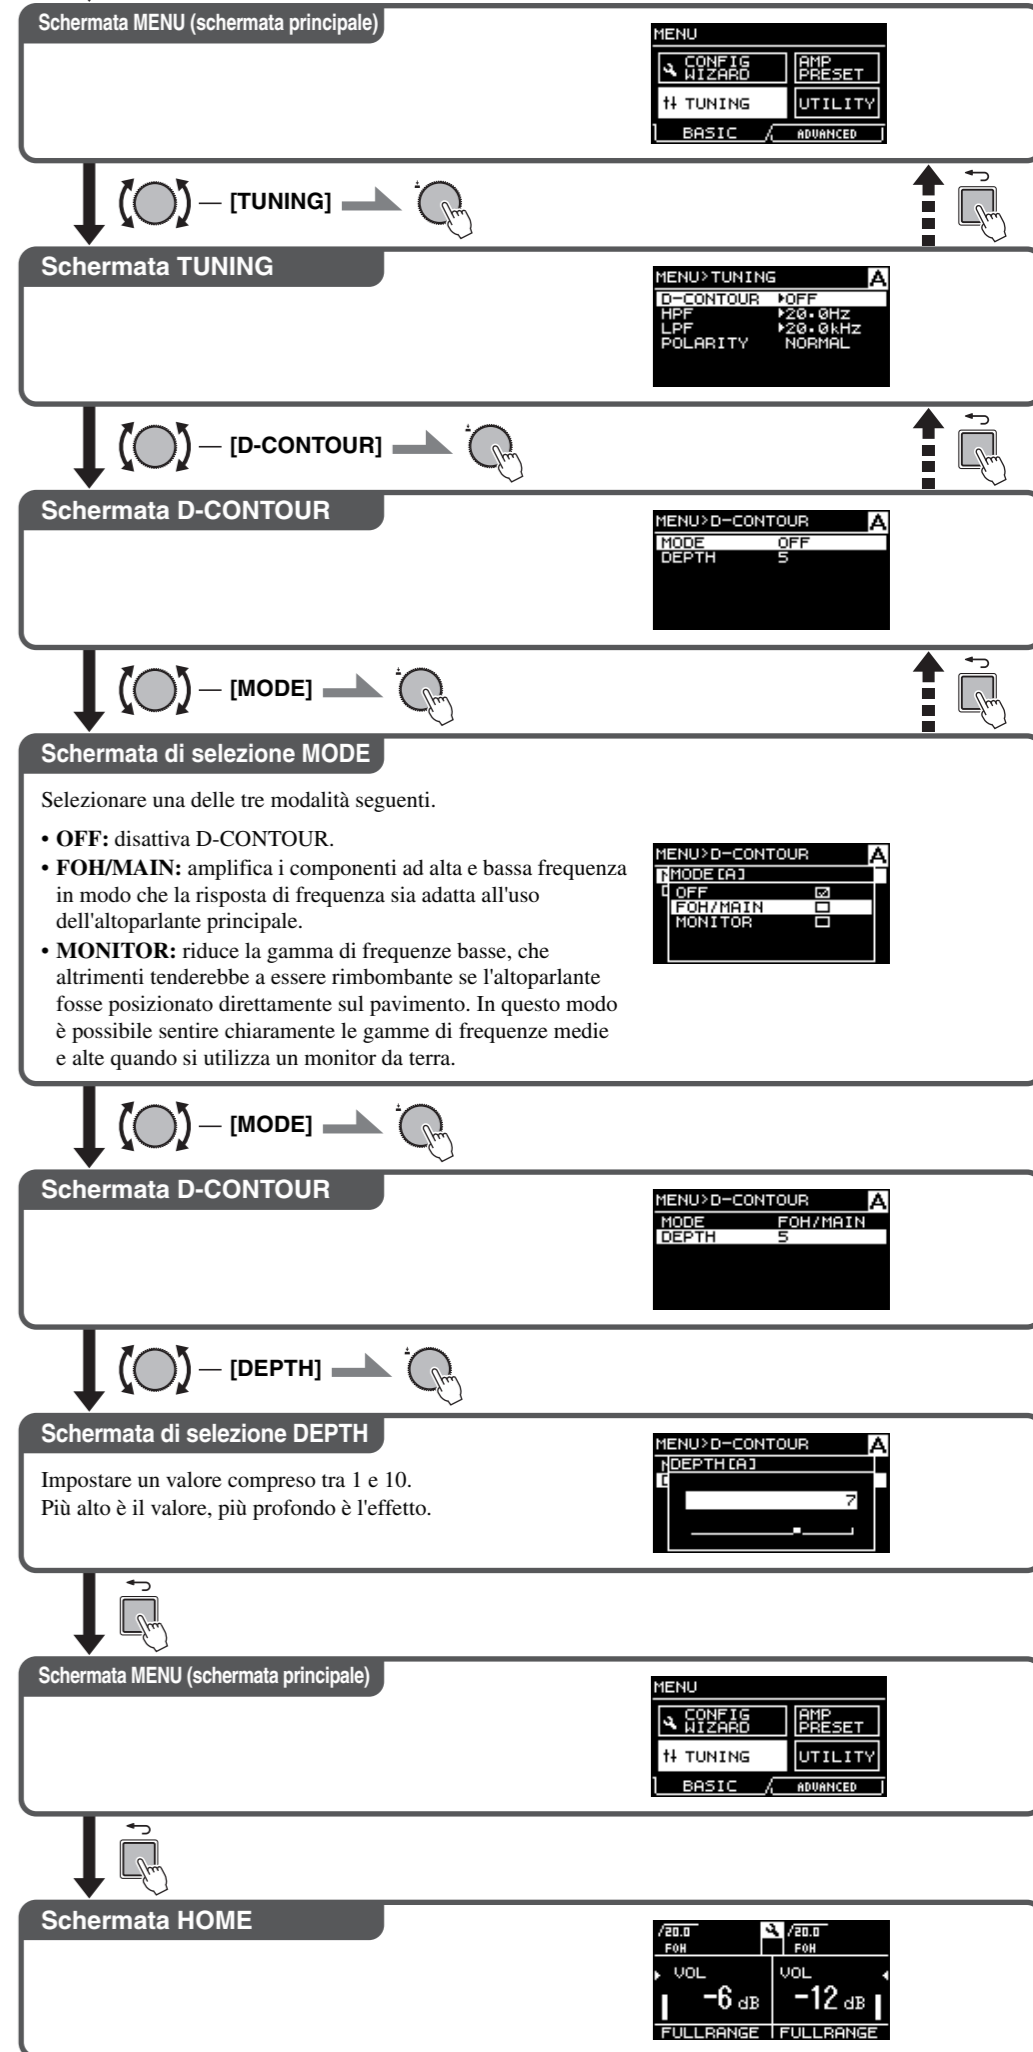 Schermata MENU (schermata principale)
MENU
CONFIG WIZARD
AMP PRESET
TUNING
UTILITY
BASIC
ADVANCED
— [TUNING]
Schermata TUNING
MENU>TUNING A
D-CONTOUR OFF
HPF 20.0Hz
LPF 20.0kHz
POLARITY NORMAL
— [D-CONTOUR]
Schermata D-CONTOUR
MENU>D-CONTOUR A
MODE OFF
DEPTH 5
— [MODE]
Schermata di selezione MODE
Selezionare una delle tre modalità seguenti.
• OFF: disattiva D-CONTOUR.
• FOH/MAIN: amplifica i componenti ad alta e bassa frequenza
in modo che la risposta di frequenza sia adatta all'uso
dell'altoparlante principale.
• MONITOR: riduce la gamma di frequenze basse, che
altrimenti tenderebbe a essere rimbombante se l'altoparlante
fosse posizionato direttamente sul pavimento. In questo modo
è possibile sentire chiaramente le gamme di frequenze medie
e alte quando si utilizza un monitor da terra.
MENU>D-CONTOUR A
MODE[A]
OFF
FOH/MAIN
MONITOR
— [MODE]
Schermata D-CONTOUR
MENU>D-CONTOUR A
MODE FOH/MAIN
DEPTH 5
— [DEPTH]
Schermata di selezione DEPTH
Impostare un valore compreso tra 1 e 10.
Più alto è il valore, più profondo è l'effetto.
MENU>D-CONTOUR A
DEPTH[A]
7
Schermata MENU (schermata principale)
MENU
CONFIG WIZARD
AMP PRESET
TUNING
UTILITY
BASIC
ADVANCED
Schermata HOME
/20.0 /20.0
FOH FOH
VOL VOL
-6 dB -12 dB
FULLRANGE FULLRANGE